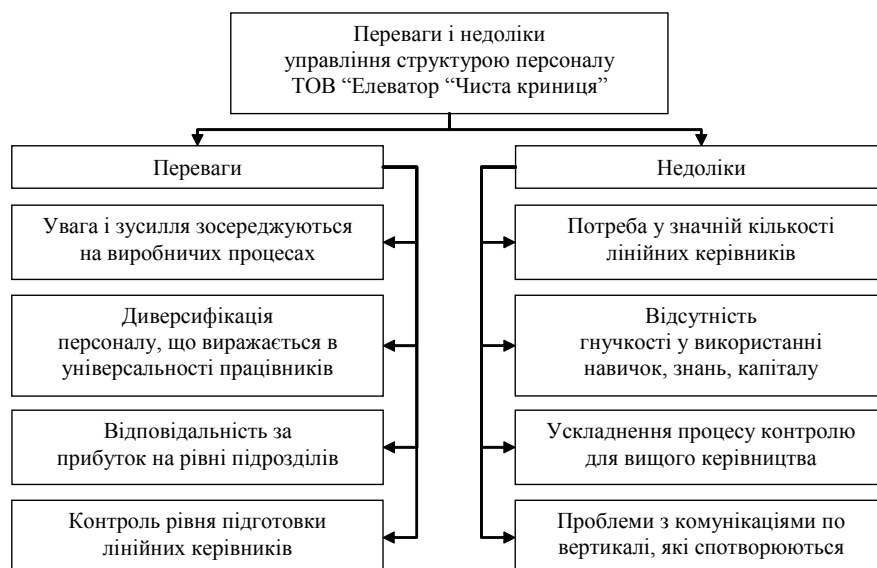 Переваги і недоліки
управління структурою персоналу
ТОВ “Елеватор “Чиста криниця”
Переваги
Увага і зусилля зосереджуються
на виробничих процесах
Диверсифікація
персоналу, що виражається в
універсальності працівників
Відповідальність за
прибуток на рівні підрозділів
Контроль рівня підготовки
лінійних керівників
Недоліки
Потреба у значній кількості
лінійних керівників
Відсутність
гнучкості у використанні
навичок, знань, капіталу
Ускладнення процесу контролю
для вищого керівництва
Проблеми з комунікаціями по
вертикалі, які спотворюються